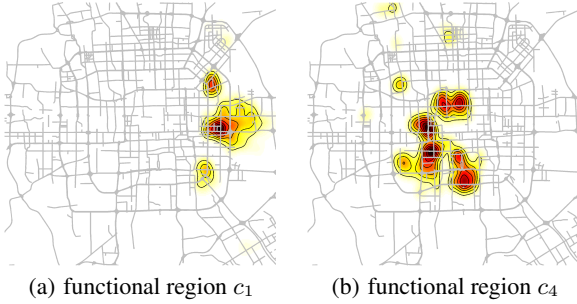 (a) functional region c₁
(b) functional region c₄